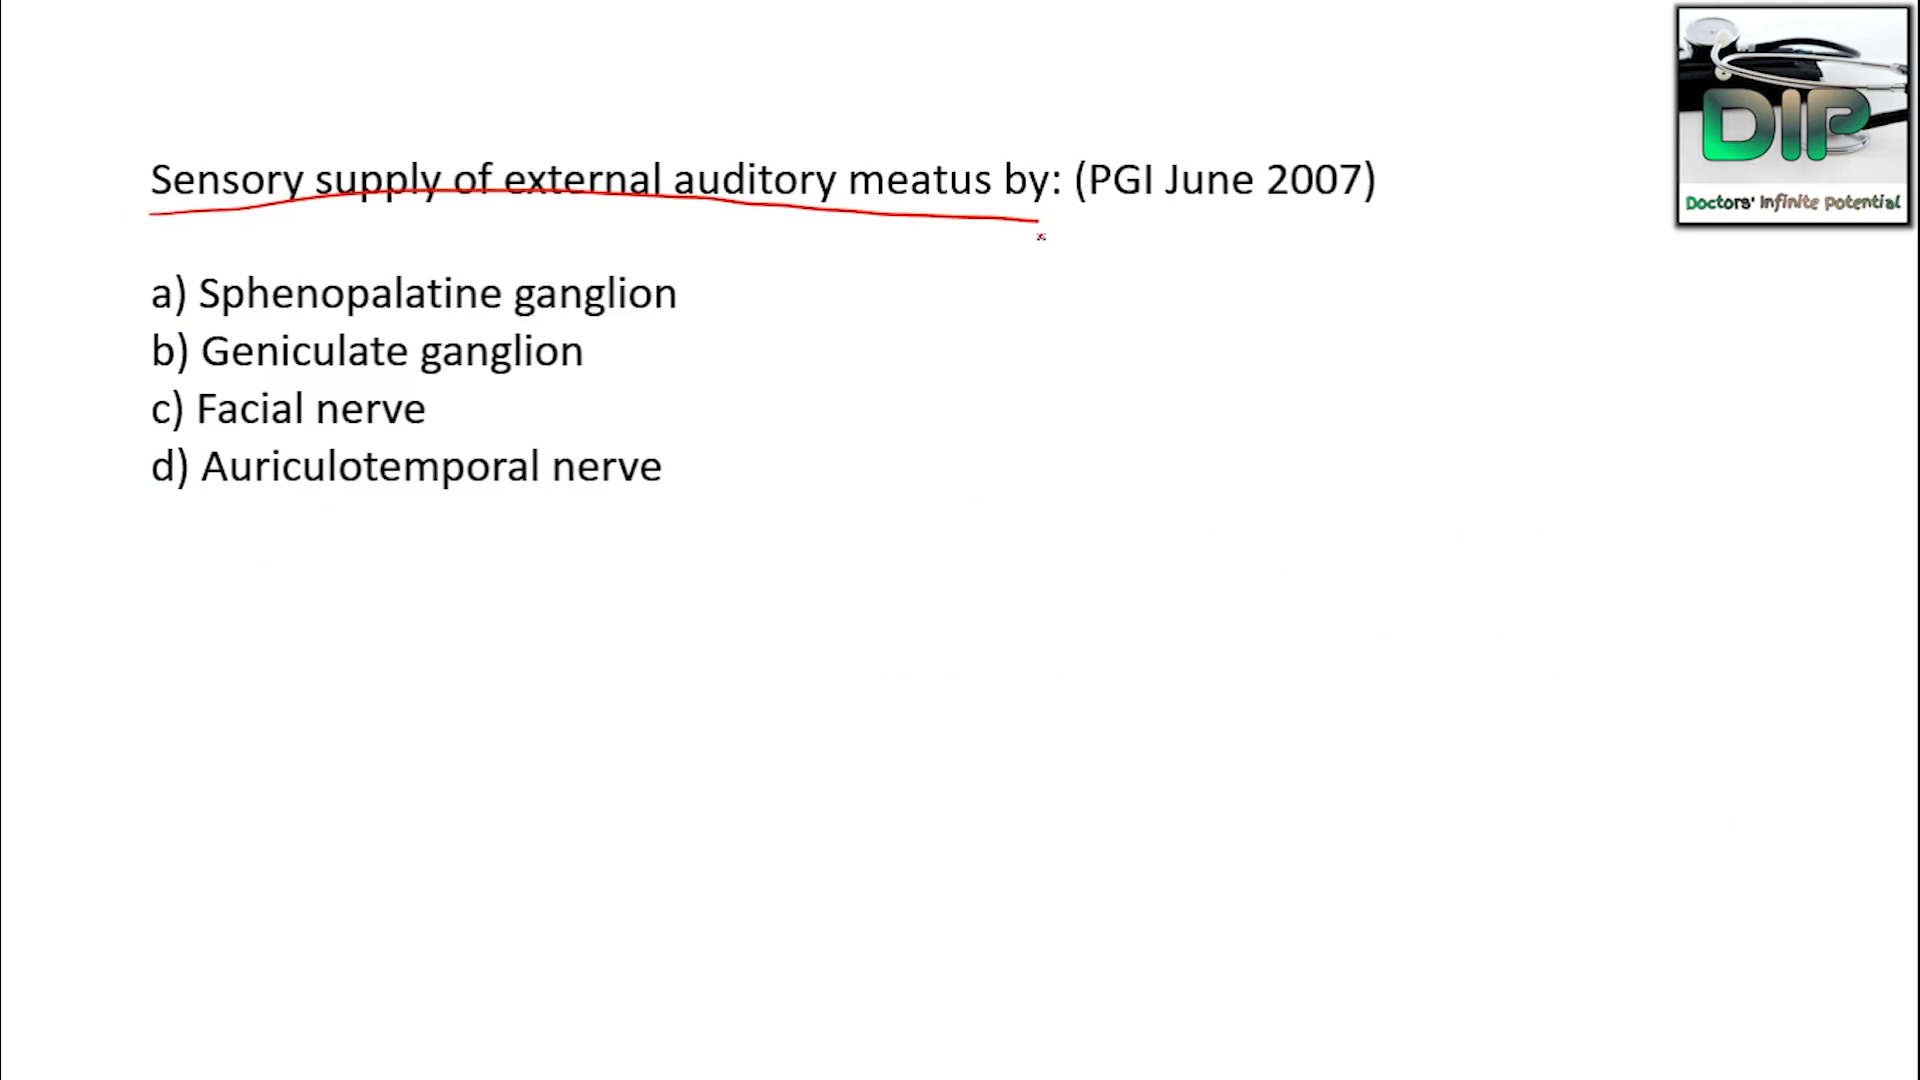 Sensory supply of external auditory meatus by: (PGI June 2007)
a) Sphenopalatine ganglion
b) Geniculate ganglion
c) Facial nerve
d) Auriculotemporal nerve
DIP
Doctors' Infinite Potential